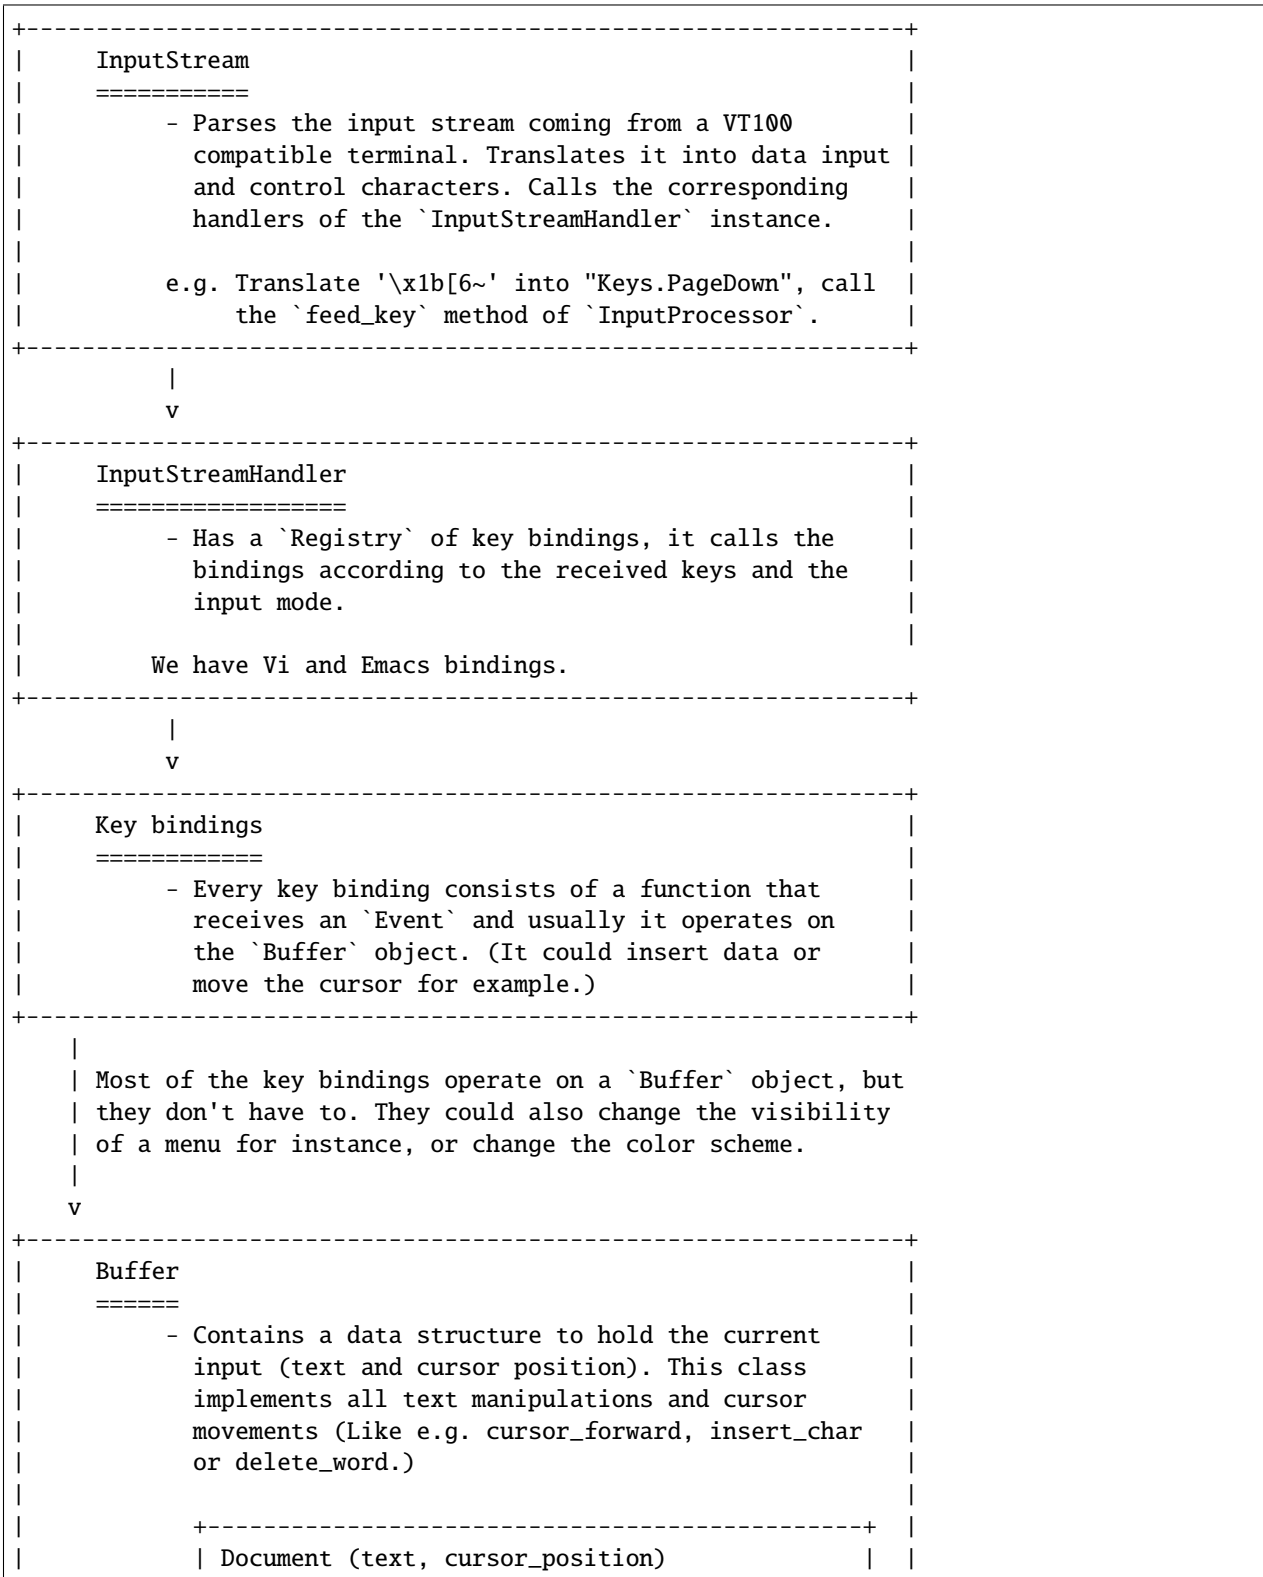 +---------------------------------------------------------------+
|     InputStream                                               |
|     ===========                                               |
|          - Parses the input stream coming from a VT100        |
|            compatible terminal. Translates it into data input |
|            and control characters. Calls the corresponding    |
|            handlers of the `InputStreamHandler` instance.     |
|                                                               |
|          e.g. Translate '\x1b[6~' into "Keys.PageDown", call  |
|               the `feed_key` method of `InputProcessor`.      |
+---------------------------------------------------------------+
           |
           v
+---------------------------------------------------------------+
|     InputStreamHandler                                        |
|     ==================                                        |
|          - Has a `Registry` of key bindings, it calls the     |
|            bindings according to the received keys and the    |
|            input mode.                                        |
|                                                               |
|         We have Vi and Emacs bindings.
+---------------------------------------------------------------+
           |
           v
+---------------------------------------------------------------+
|     Key bindings                                              |
|     ============                                              |
|          - Every key binding consists of a function that      |
|            receives an `Event` and usually it operates on     |
|            the `Buffer` object. (It could insert data or      |
|            move the cursor for example.)                      |
+---------------------------------------------------------------+
    |
    | Most of the key bindings operate on a `Buffer` object, but
    | they don't have to. They could also change the visibility
    | of a menu for instance, or change the color scheme.
    |
    v
+---------------------------------------------------------------+
|     Buffer                                                    |
|     ======                                                    |
|          - Contains a data structure to hold the current      |
|            input (text and cursor position). This class       |
|            implements all text manipulations and cursor       |
|            movements (Like e.g. cursor_forward, insert_char   |
|            or delete_word.)                                   |
|                                                               |
|            +-----------------------------------------------+  |
|            | Document (text, cursor_position)              |  |